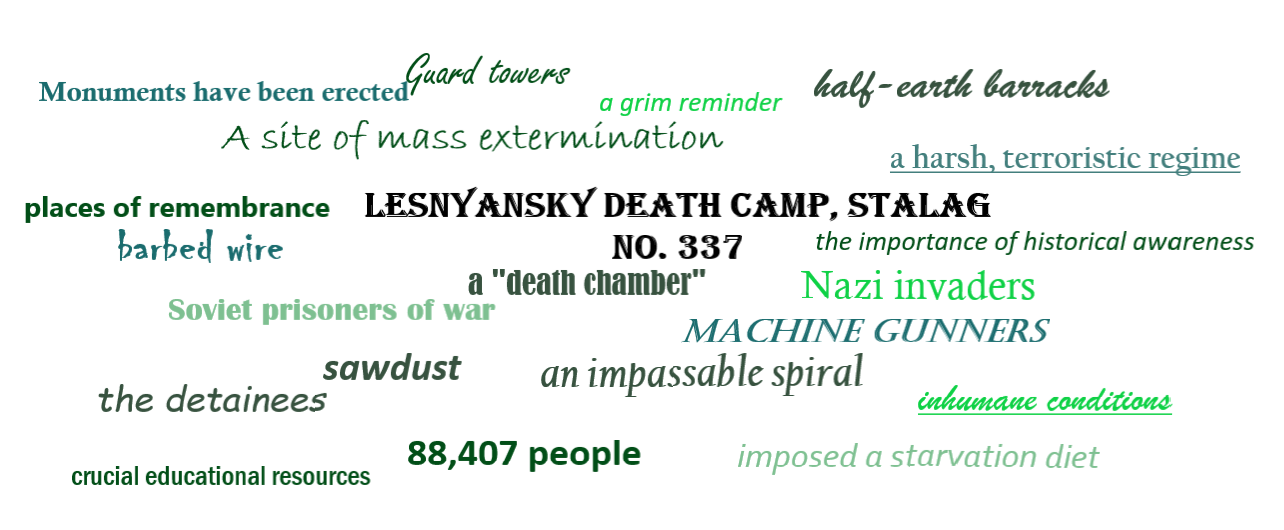 Guard towers
Monuments have been erected
a grim reminder
half-earth barracks
A site of mass extermination
a harsh, terroristic regime
places of remembrance
LESNYANSKY DEATH CAMP, STALAG
NO. 337
barbed wire
the importance of historical awareness
a "death chamber"
Nazi invaders
Soviet prisoners of war
MACHINE GUNNERS
sawdust
an impassable spiral
the detainees
inhumane conditions
88,407 people
imposed a starvation diet
crucial educational resources